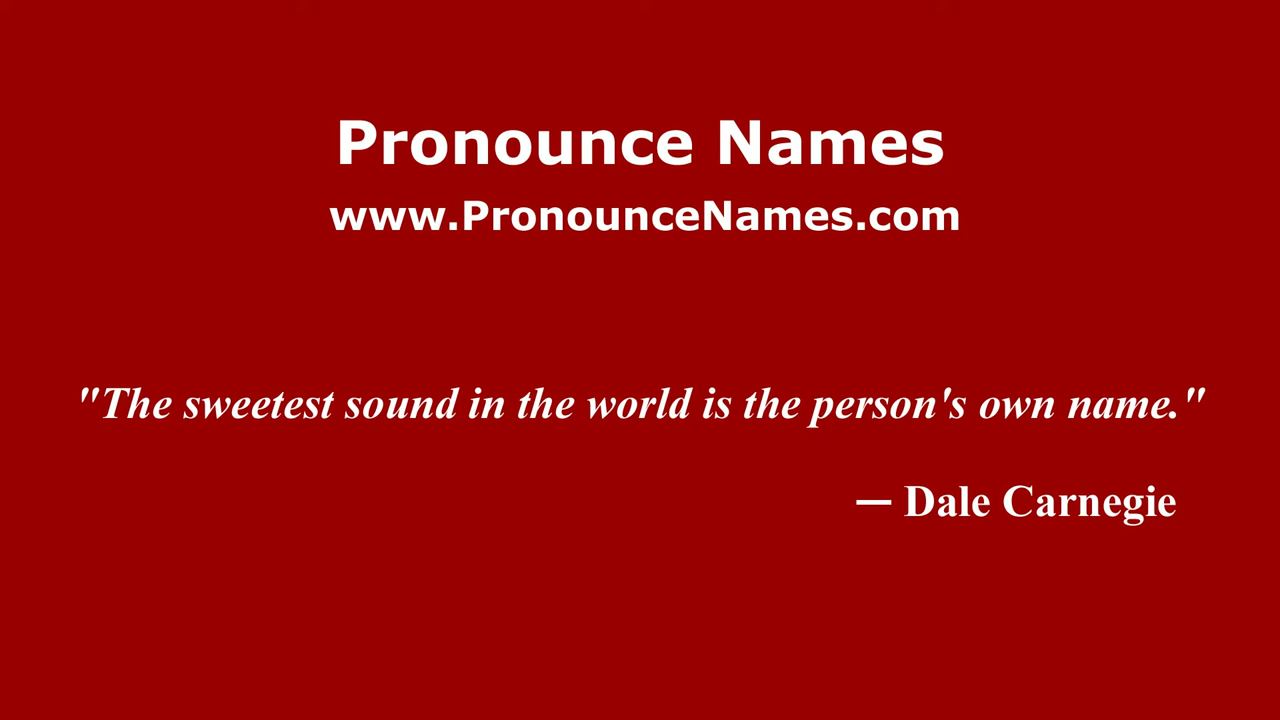 Pronounce Names
www.PronounceNames.com
"The sweetest sound in the world is the person's own name."
— Dale Carnegie